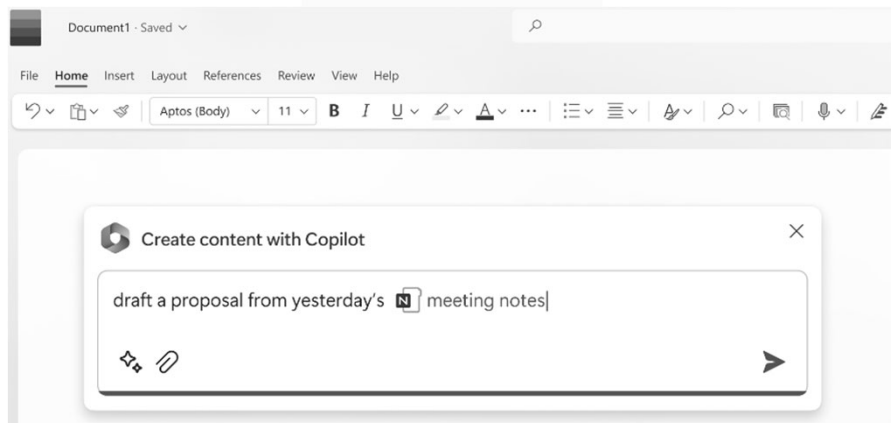 Document1 · Saved
File Home Insert Layout References Review View Help
Aptos (Body) 11 B I U A
Create content with Copilot
draft a proposal from yesterday's N meeting notes